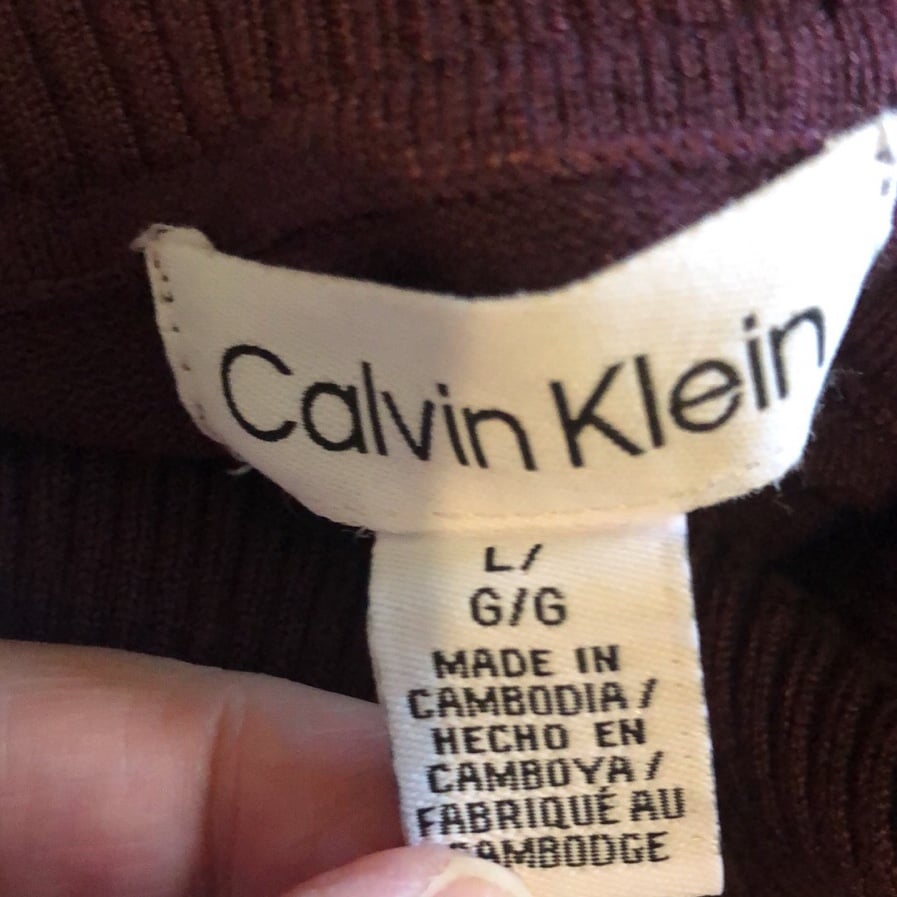 Calvin Klein
L/
G/G
MADE IN
CAMBODIA/
HECHO EN
CAMBOYA/
FABRIQUÉ AU
CAMBODGE